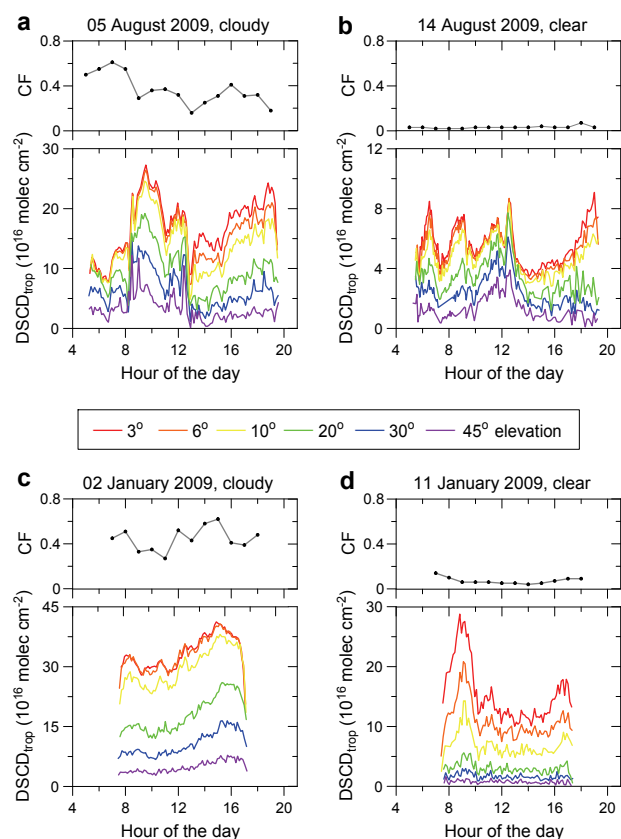 a 05 August 2009, cloudy
0.8
0.4
0
CF
30
20
10
0
DSCDtrop (10^16 molec cm^-2)
4 8 12 16 20
Hour of the day
b 14 August 2009, clear
0.8
0.4
0
CF
12
8
4
0
DSCDtrop (10^16 molec cm^-2)
4 8 12 16 20
Hour of the day
3° 6° 10° 20° 30° 45° elevation
c 02 January 2009, cloudy
0.8
0.4
0
CF
45
30
15
0
DSCDtrop (10^16 molec cm^-2)
4 8 12 16 20
Hour of the day
d 11 January 2009, clear
0.8
0.4
0
CF
30
20
10
0
DSCDtrop (10^16 molec cm^-2)
4 8 12 16 20
Hour of the day